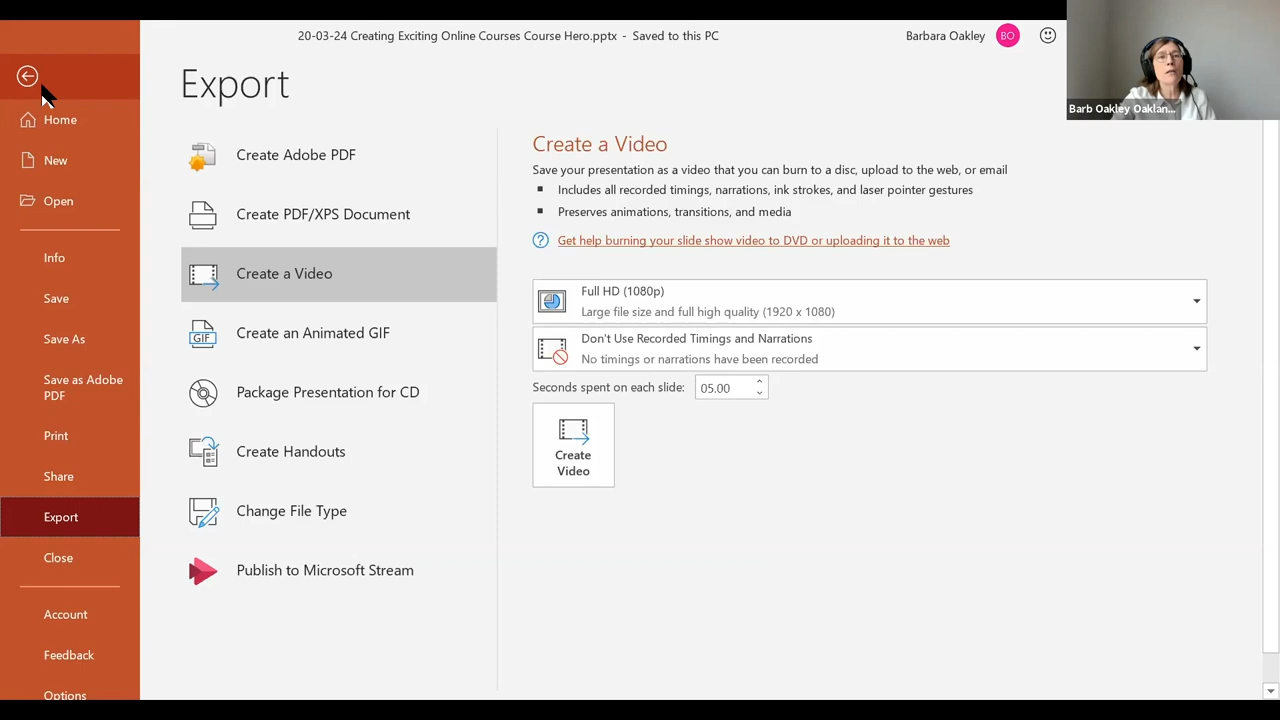 20-03-24 Creating Exciting Online Courses Course Hero.pptx - Saved to this PC
Barbara Oakley
BO
Barb Oakley Oaklan...
Home
New
Open
Info
Save
Save As
Save as Adobe
PDF
Print
Share
Export
Close
Account
Feedback
Options
Export
Create Adobe PDF
Create PDF/XPS Document
Create a Video
GIF
Create an Animated GIF
Package Presentation for CD
Create Handouts
Change File Type
Publish to Microsoft Stream
Create a Video
Save your presentation as a video that you can burn to a disc, upload to the web, or email
Includes all recorded timings, narrations, ink strokes, and laser pointer gestures
Preserves animations, transitions, and media
Get help burning your slide show video to DVD or uploading it to the web
Full HD (1080p)
Large file size and full high quality (1920 x 1080)
Don't Use Recorded Timings and Narrations
No timings or narrations have been recorded
Seconds spent on each slide: 05.00
Create
Video